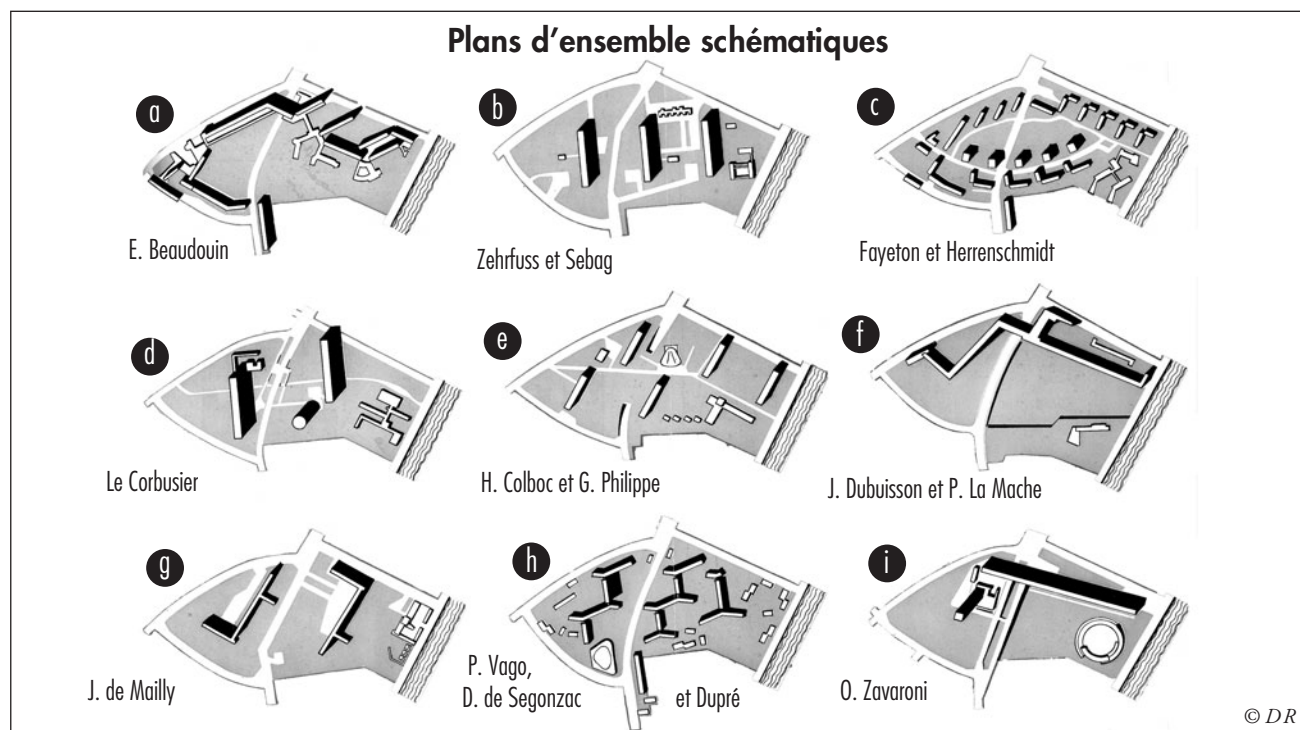 Plans d'ensemble schématiques
a
E. Beaudouin
b
Zehrfuss et Sebag
c
Fayeton et Herrenschmidt
d
Le Corbusier
e
H. Colboc et G. Philippe
f
J. Dubuisson et P. La Mache
g
J. de Mailly
h
P. Vago,
D. de Segonzac et Dupré
i
O. Zavaroni
© DR